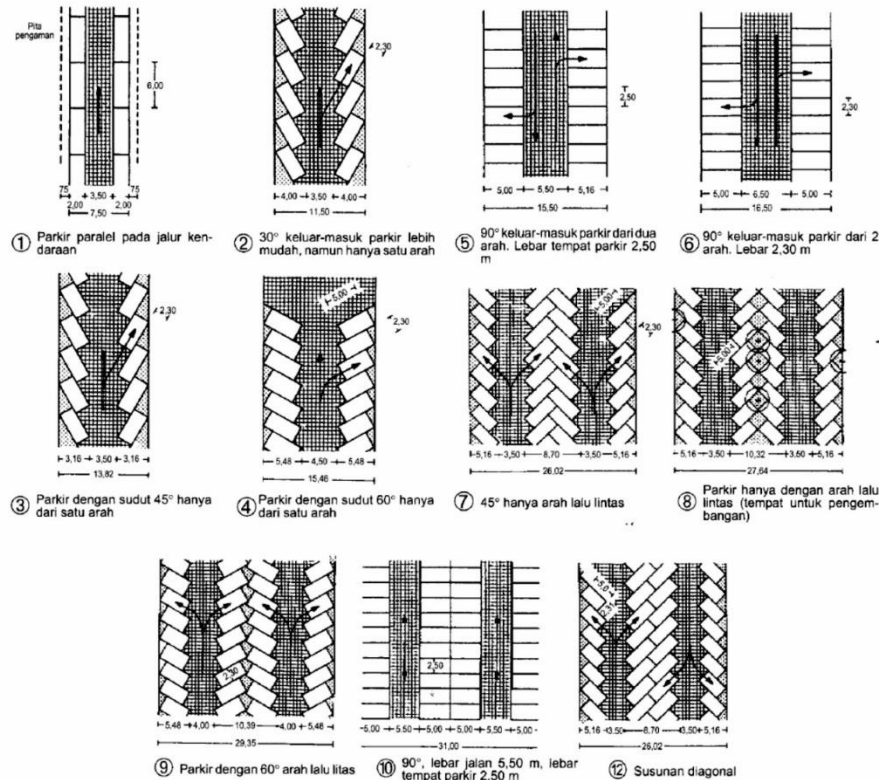 Pita
pengaman
6,00
75 3,50 75
2,00 2,00
7,50
① Parkir paralel pada jalur ken-
daraan
2,30
4,00 3,50 4,00
11,50
② 30° keluar-masuk parkir lebih
mudah, namun hanya satu arah
2,50
5,00 5,50 5,16
15,50
⑤ 90° keluar-masuk parkir dari dua
arah. Lebar tempat parkir 2,50
m
2,30
5,00 6,50 5,00
16,50
⑥ 90° keluar-masuk parkir dari 2
arah. Lebar 2,30 m
2,30
3,16 3,50 3,16
13,82
③ Parkir dengan sudut 45° hanya
dari satu arah
5,00
2,30
5,48 4,50 5,48
15,46
④ Parkir dengan sudut 60° hanya
dari satu arah
5,00
2,30
5,16 3,50 8,70 3,50 5,16
26,02
⑦ 45° hanya arah lalu lintas
5,00
5,16 3,50 10,32 3,50 5,16
27,64
⑧ Parkir hanya dengan arah lalu
lintas (tempat untuk pengem-
bangan)
2,30
5,48 4,00 10,39 4,00 5,48
29,35
⑨ Parkir dengan 60° arah lalu litas
2,50
5,00 5,50 5,00 5,00 5,50 5,00
31,00
⑩ 90°, lebar jalan 5,50 m, lebar
tempat parkir 2,50 m
5,0
2,31
5,16 3,50 8,70 3,50 5,16
26,02
⑫ Susunan diagonal